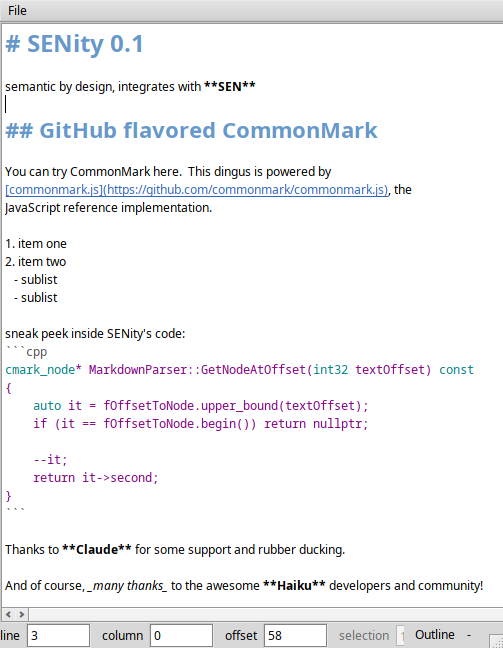 File
# SENity 0.1
semantic by design, integrates with **SEN**
## GitHub flavored CommonMark
You can try CommonMark here.  This dingus is powered by
[commonmark.js](https://github.com/commonmark/commonmark.js), the
JavaScript reference implementation.
1. item one
2. item two
   - sublist
   - sublist
sneak peek inside SENity's code:
```cpp
cmark_node* MarkdownParser::GetNodeAtOffset(int32 textOffset) const
{
    auto it = fOffsetToNode.upper_bound(textOffset);
    if (it == fOffsetToNode.begin()) return nullptr;
    --it;
    return it->second;
}
```
Thanks to **Claude** for some support and rubber ducking.
And of course, _many thanks_ to the awesome **Haiku** developers and community!
line 3 column 0 offset 58 selection Outline -